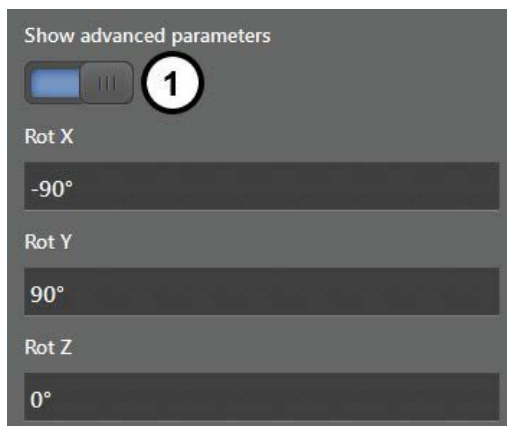 Show advanced parameters
1
Rot X
-90°
Rot Y
90°
Rot Z
0°